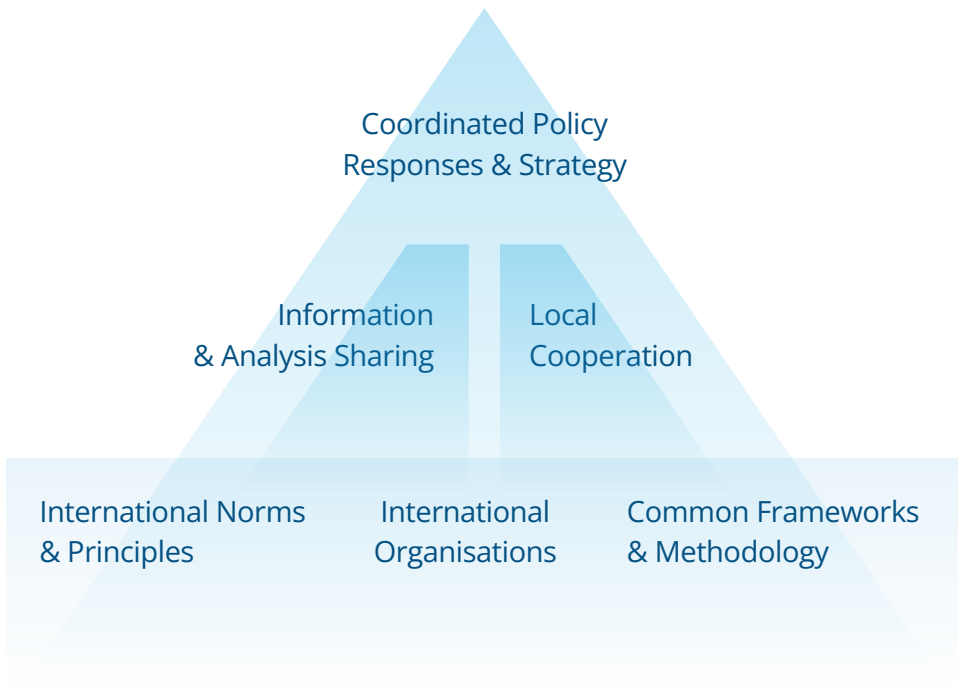 Coordinated Policy
Responses & Strategy
Information
& Analysis Sharing
Local
Cooperation
International Norms
& Principles
International
Organisations
Common Frameworks
& Methodology